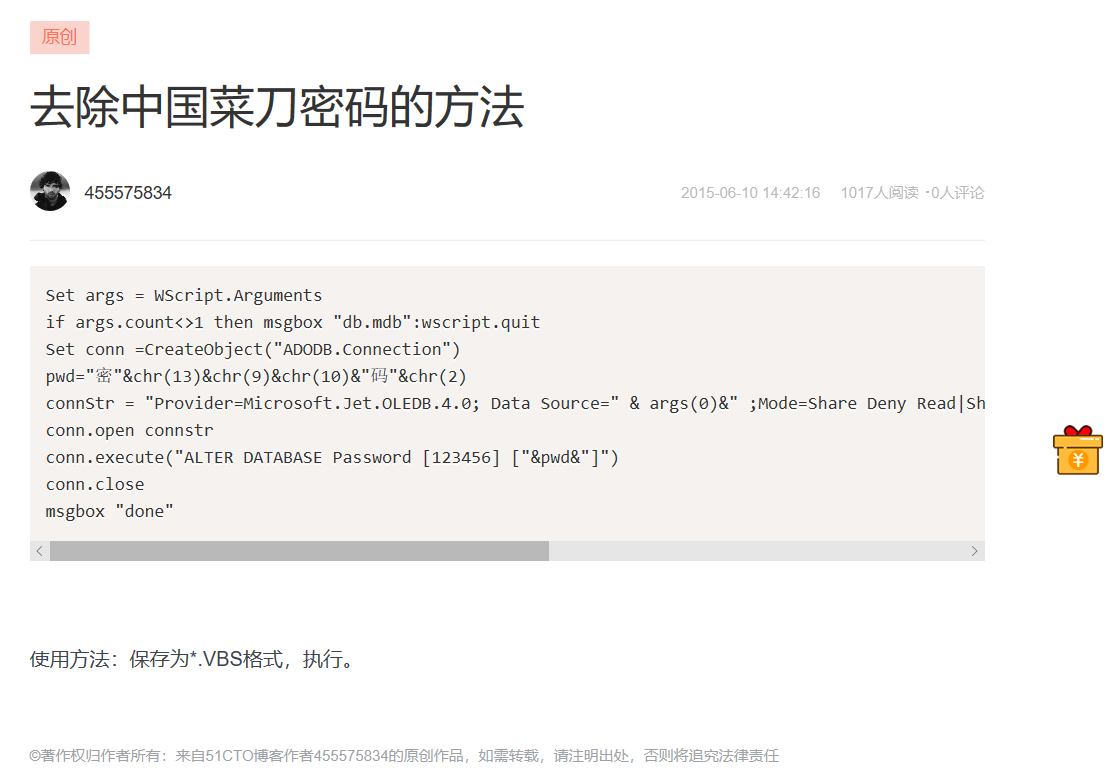 原创
去除中国菜刀密码的方法
455575834
2015-06-10 14:42:16 1017人阅读 ·0人评论
Set args = WScript.Arguments
if args.count<>1 then msgbox "db.mdb":wscript.quit
Set conn =CreateObject("ADODB.Connection")
pwd="密"&chr(13)&chr(9)&chr(10)&"码"&chr(2)
connStr = "Provider=Microsoft.Jet.OLEDB.4.0; Data Source=" & args(0)&" ;Mode=Share Deny Read|Sh
conn.open connstr
conn.execute("ALTER DATABASE Password [123456] ["&pwd&"]")
conn.close
msgbox "done"
¥
使用方法：保存为*.VBS格式，执行。
©著作权归作者所有：来自51CTO博客作者455575834的原创作品，如需转载，请注明出处，否则将追究法律责任